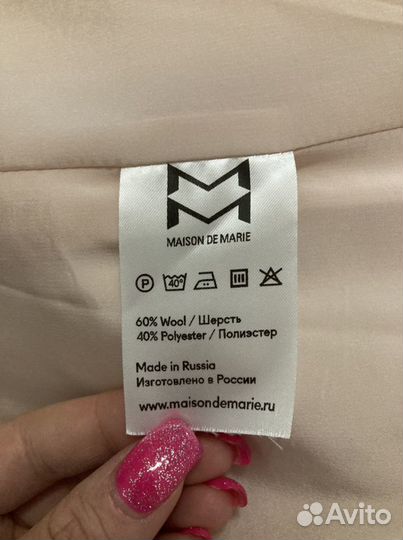 MAISON DE MARIE
P 40°
60% Wool / Шерсть
40% Polyester / Полиэстер
Made in Russia
Изготовлено в России
www.maisondemarie.ru
Avito